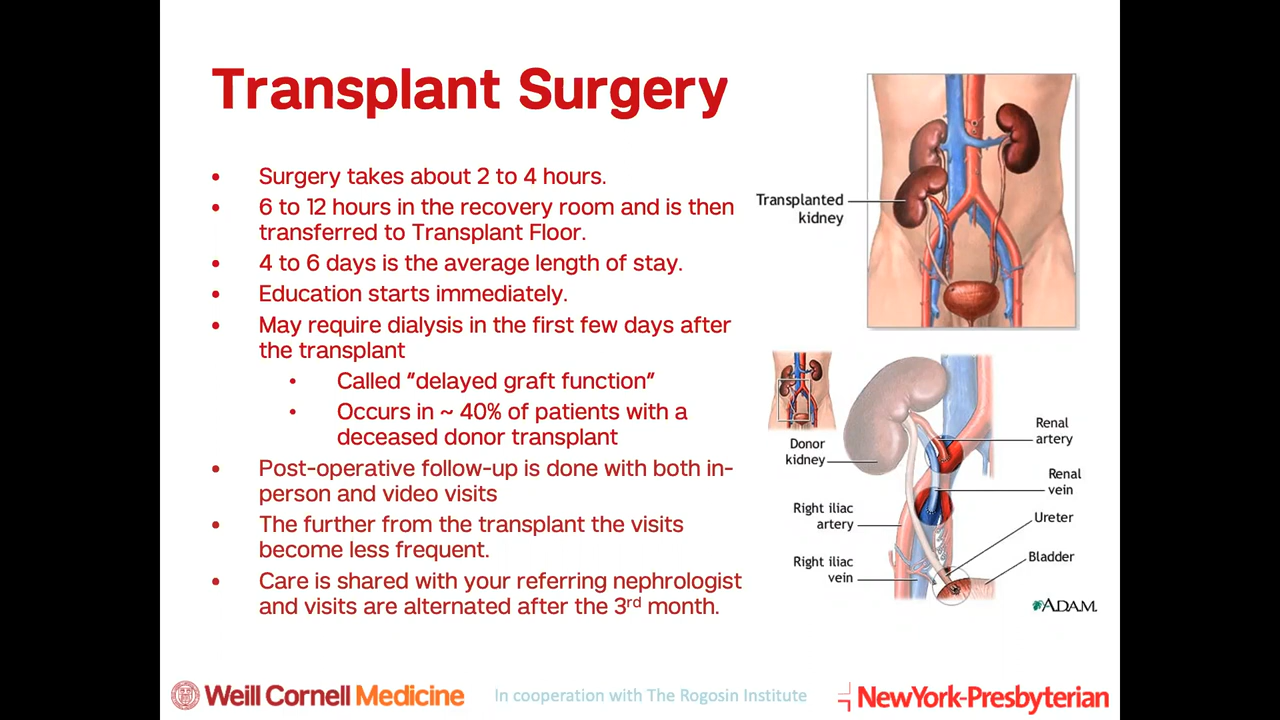 Transplant Surgery
• Surgery takes about 2 to 4 hours.
• 6 to 12 hours in the recovery room and is then
transferred to Transplant Floor.
• 4 to 6 days is the average length of stay.
• Education starts immediately.
• May require dialysis in the first few days after
the transplant
• Called “delayed graft function”
• Occurs in ~ 40% of patients with a
deceased donor transplant
• Post-operative follow-up is done with both in-
person and video visits
• The further from the transplant the visits
become less frequent.
• Care is shared with your referring nephrologist
and visits are alternated after the 3rd month.
Transplanted
kidney
Donor
kidney
Right iliac
artery
Right iliac
vein
Renal
artery
Renal
vein
Ureter
Bladder
ADAM.
Weill Cornell Medicine
In cooperation with The Rogosin Institute
NewYork-Presbyterian